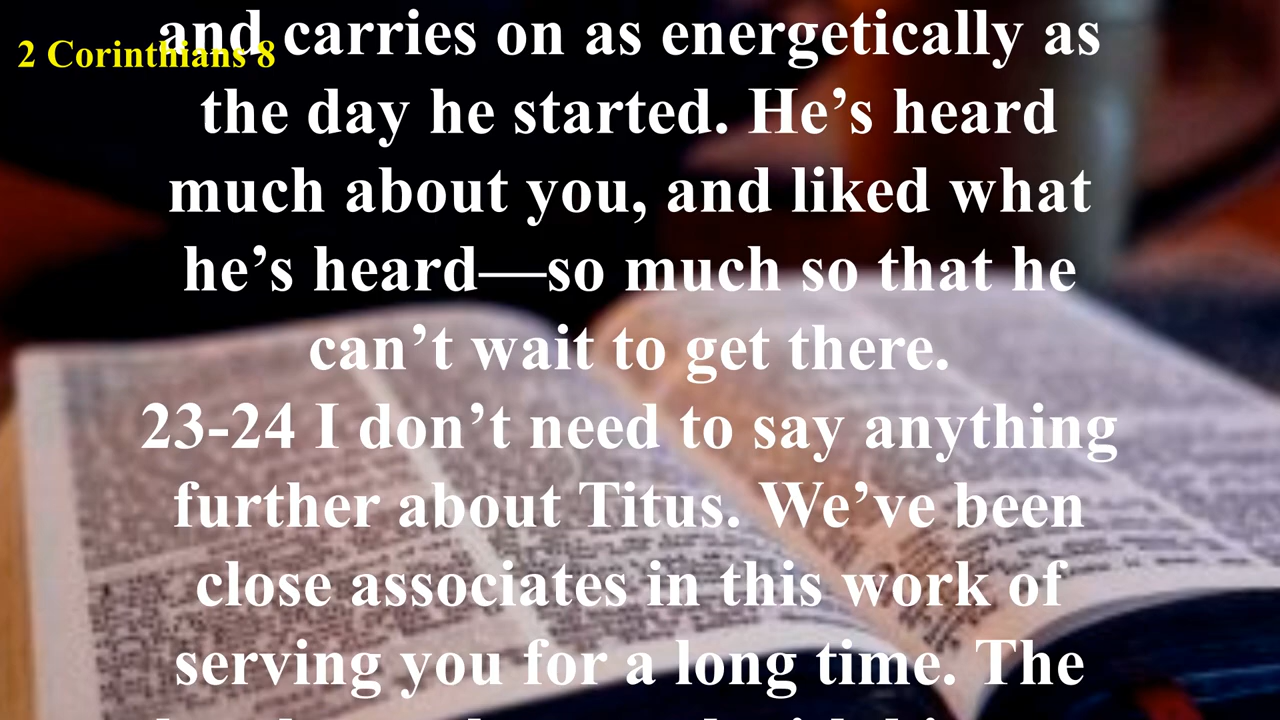 and carries on as energetically as
2 Corinthians 8
the day he started. He’s heard
much about you, and liked what
he’s heard—so much so that he
can’t wait to get there.
23-24 I don’t need to say anything
further about Titus. We’ve been
close associates in this work of
serving you for a long time. The